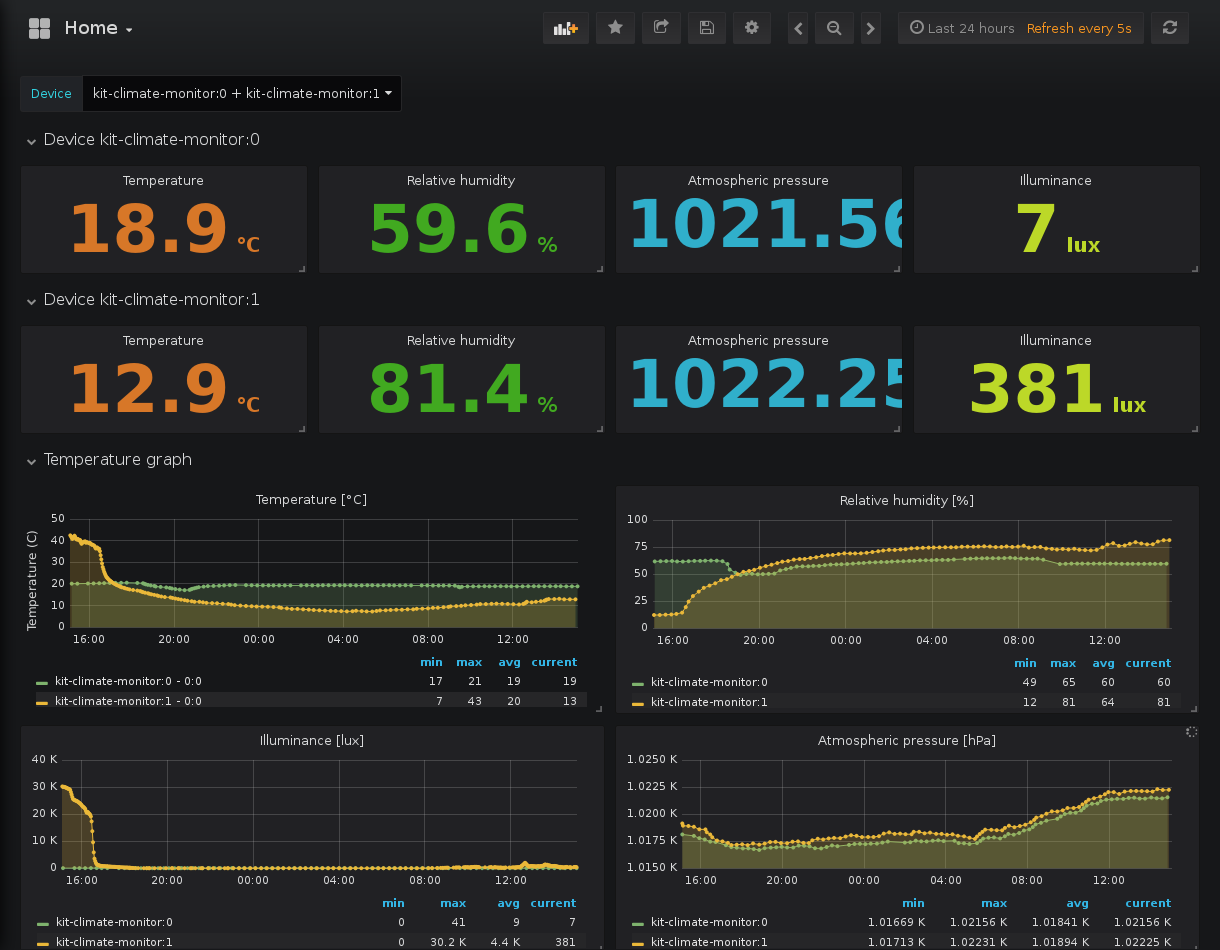 Home
Last 24 hours Refresh every 5s
Device kit-climate-monitor:0 + kit-climate-monitor:1
Device kit-climate-monitor:0
Temperature Relative humidity Atmospheric pressure Illuminance
18.9 °C 59.6 % 1021.56 7 lux
Device kit-climate-monitor:1
Temperature Relative humidity Atmospheric pressure Illuminance
12.9 °C 81.4 % 1022.25 381 lux
Temperature graph
Temperature [°C]
Temperature (C)
50
40
30
20
10
0
16:00 20:00 00:00 04:00 08:00 12:00
min max avg current
kit-climate-monitor:0 - 0:0 17 21 19 19
kit-climate-monitor:1 - 0:0 7 43 20 13
Relative humidity [%]
100
75
50
25
0
16:00 20:00 00:00 04:00 08:00 12:00
min max avg current
kit-climate-monitor:0 49 65 60 60
kit-climate-monitor:1 12 81 64 81
Illuminance [lux]
40 K
30 K
20 K
10 K
0
16:00 20:00 00:00 04:00 08:00 12:00
min max avg current
kit-climate-monitor:0 0 41 9 7
kit-climate-monitor:1 0 30.2 K 4.4 K 381
Atmospheric pressure [hPa]
1.0250 K
1.0225 K
1.0200 K
1.0175 K
1.0150 K
16:00 20:00 00:00 04:00 08:00 12:00
min max avg current
kit-climate-monitor:0 1.01669 K 1.02156 K 1.01841 K 1.02156 K
kit-climate-monitor:1 1.01713 K 1.02231 K 1.01894 K 1.02225 K